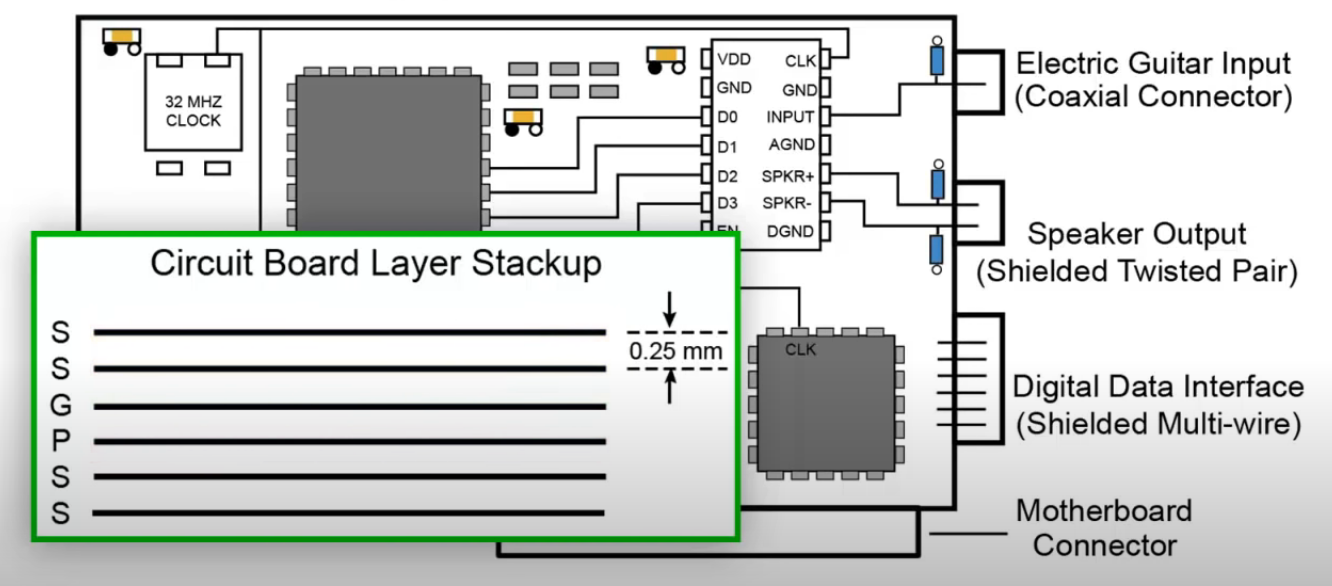 32 MHZ
CLOCK
VDD
CLK
GND
GND
D0
INPUT
D1
AGND
D2
SPKR+
D3
SPKR-
EN
DGND
Electric Guitar Input
(Coaxial Connector)
Speaker Output
(Shielded Twisted Pair)
Circuit Board Layer Stackup
S
S
G
P
S
S
0.25 mm
CLK
Digital Data Interface
(Shielded Multi-wire)
Motherboard
Connector